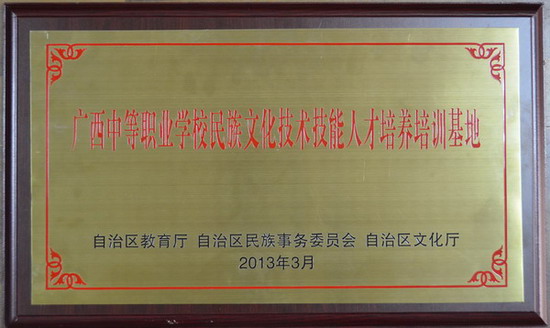 广西中等职业学校民族文化技术技能人才培养培训基地
自治区教育厅 自治区民族事务委员会 自治区文化厅
2013年3月